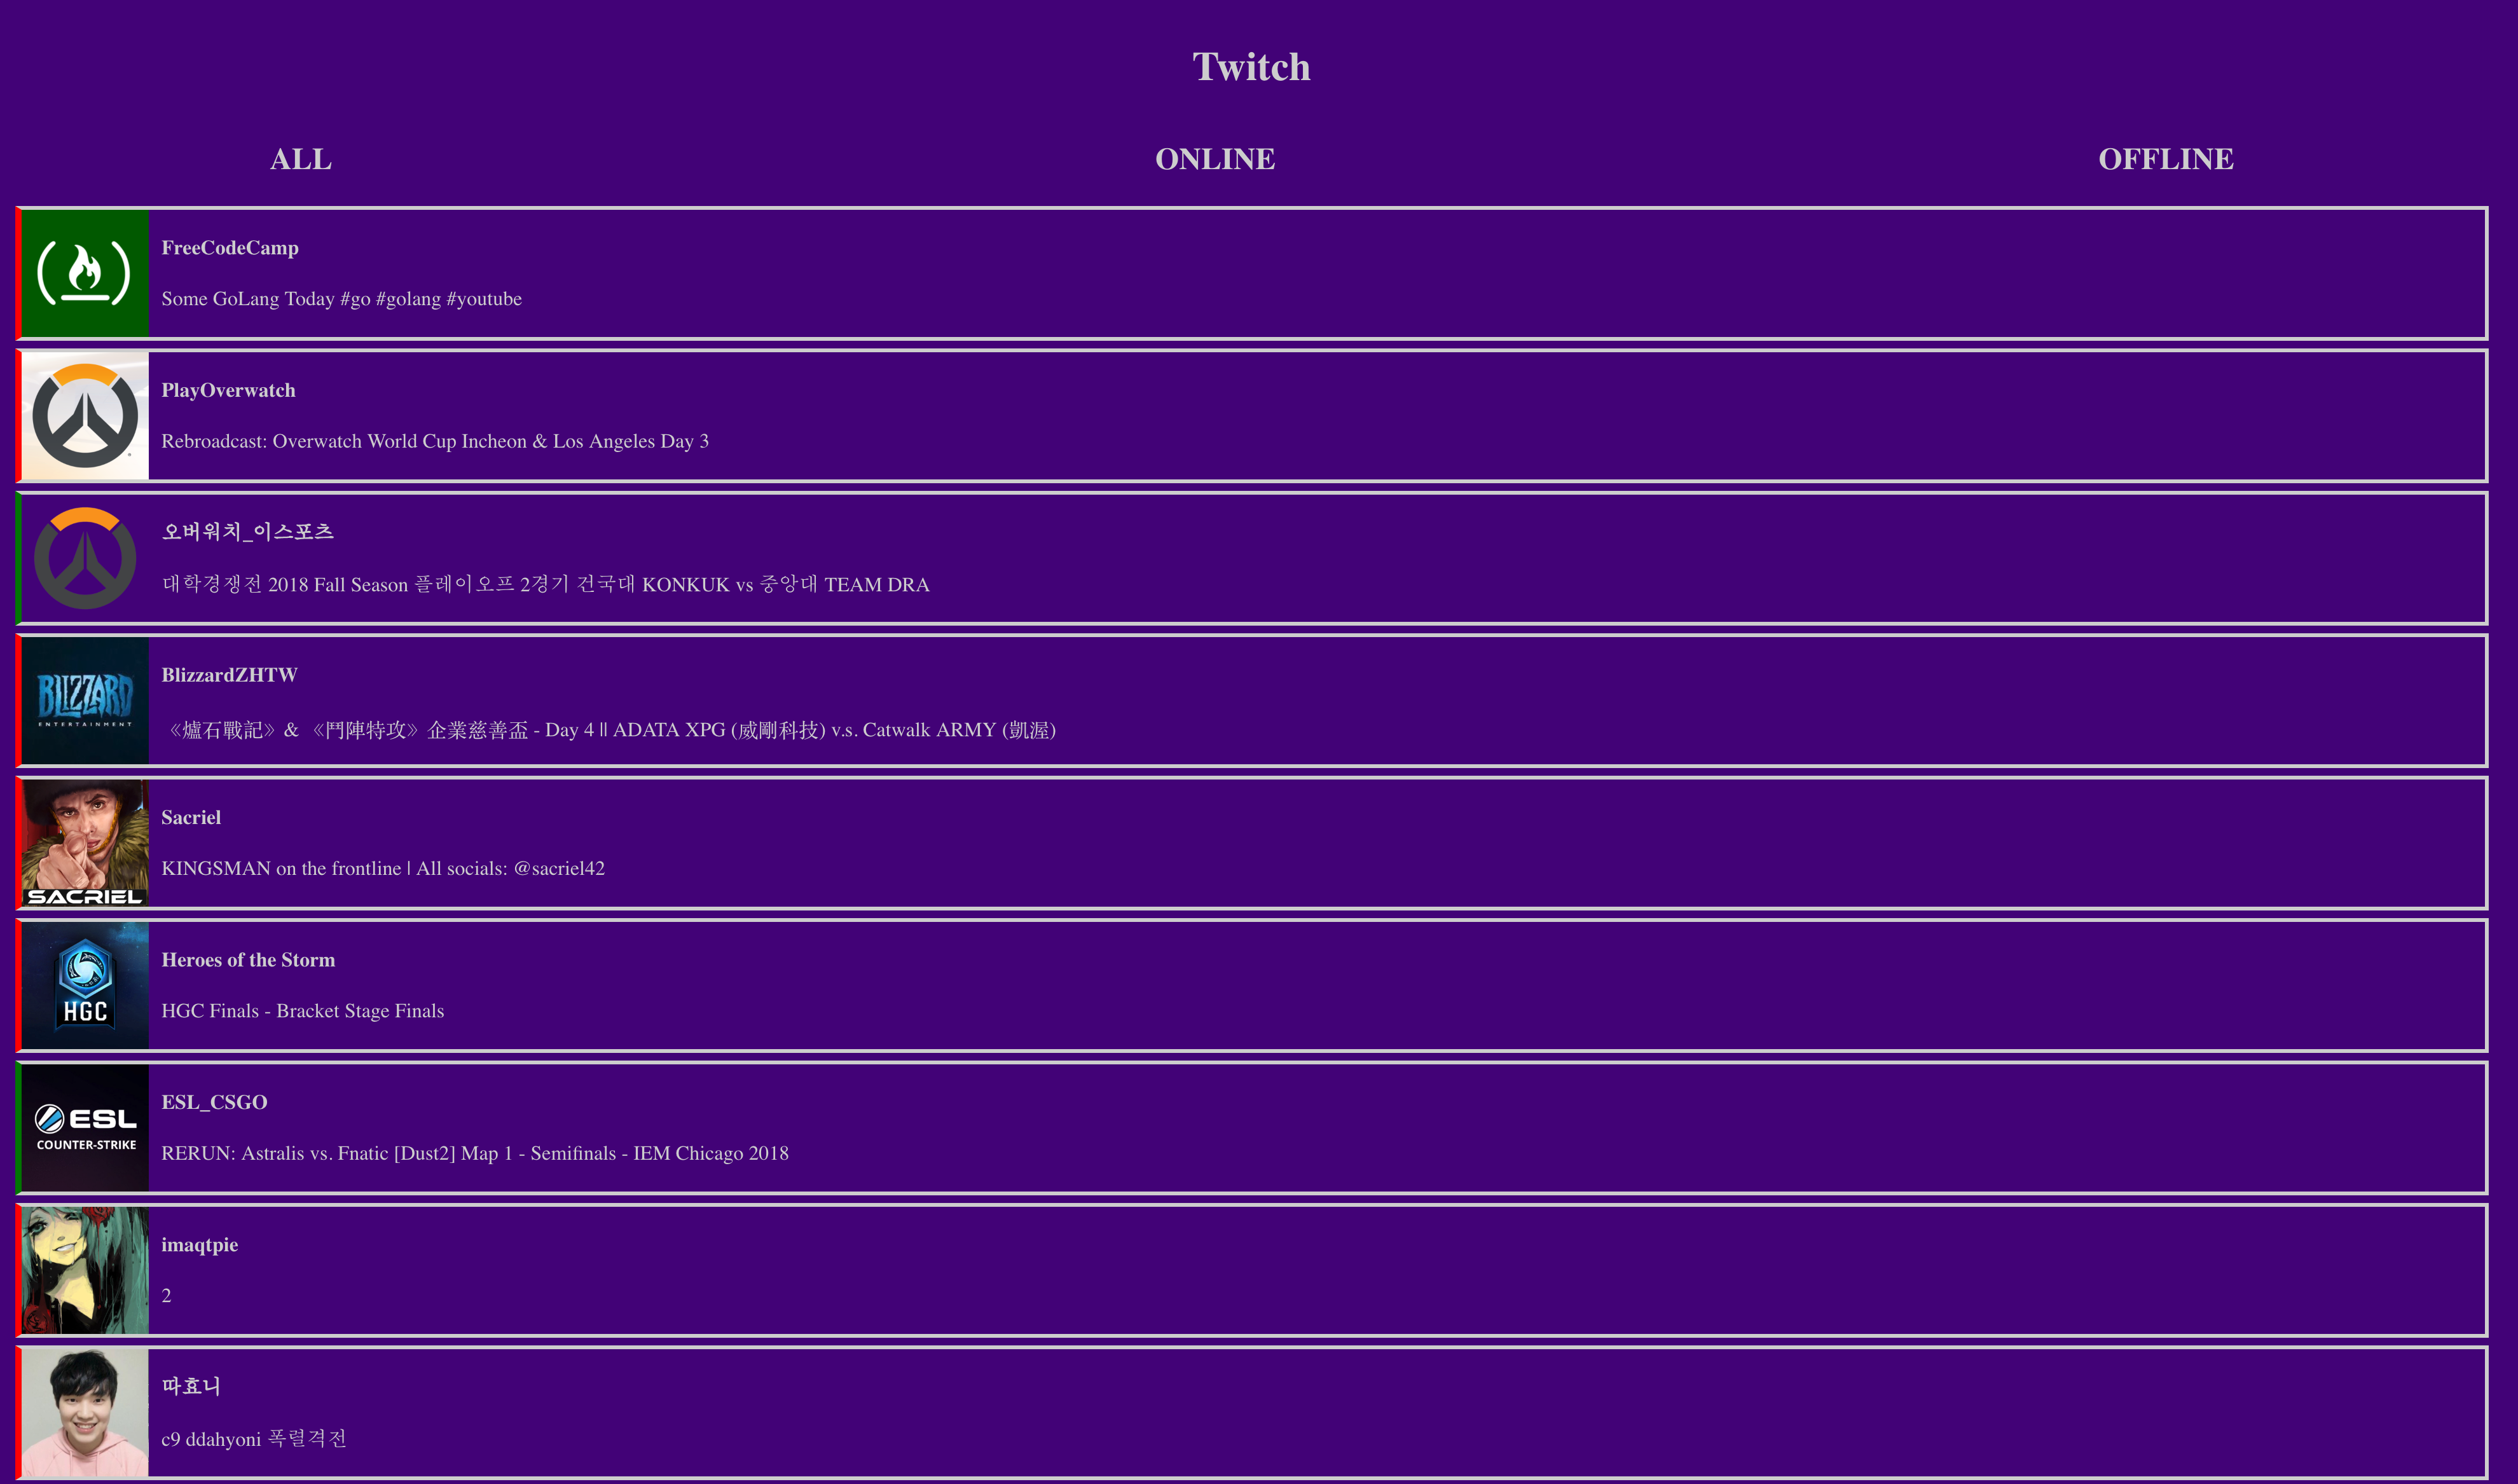 Twitch
ALL ONLINE OFFLINE
FreeCodeCamp
Some GoLang Today #go #golang #youtube
PlayOverwatch
Rebroadcast: Overwatch World Cup Incheon & Los Angeles Day 3
오버워치_이스포츠
대학경쟁전 2018 Fall Season 플레이오프 2경기 건국대 KONKUK vs 중앙대 TEAM DRA
BLIZZARD
ENTERTAINMENT
BlizzardZHTW
《爐石戰記》&《鬥陣特攻》企業慈善盃 - Day 4 || ADATA XPG (威剛科技) v.s. Catwalk ARMY (凱渥)
Sacriel
KINGSMAN on the frontline | All socials: @sacriel42
SACRIEL
Heroes of the Storm
HGC Finals - Bracket Stage Finals
HGC
ESL_CSGO
ESL
COUNTER-STRIKE
RERUN: Astralis vs. Fnatic [Dust2] Map 1 - Semifinals - IEM Chicago 2018
imaqtpie
2
따효니
c9 ddahyoni 폭렬격전